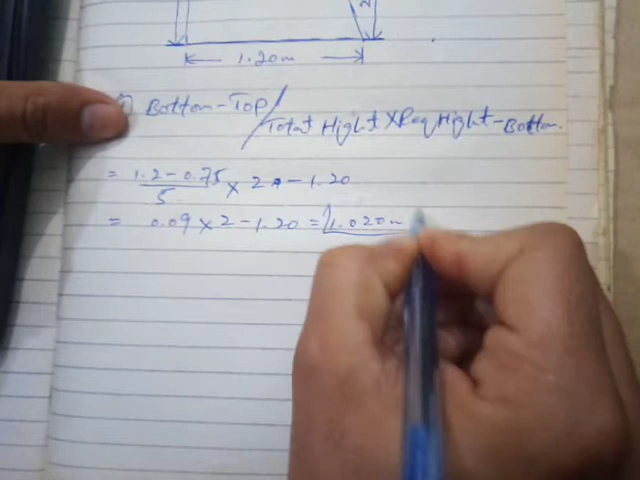 2
1.20m
Bottom-Top/Total Hight X Req Hight-Bottom.
= 1.2-0.75/5 x 2 -1.20
= 0.09 x 2-1.20 = 1.020m